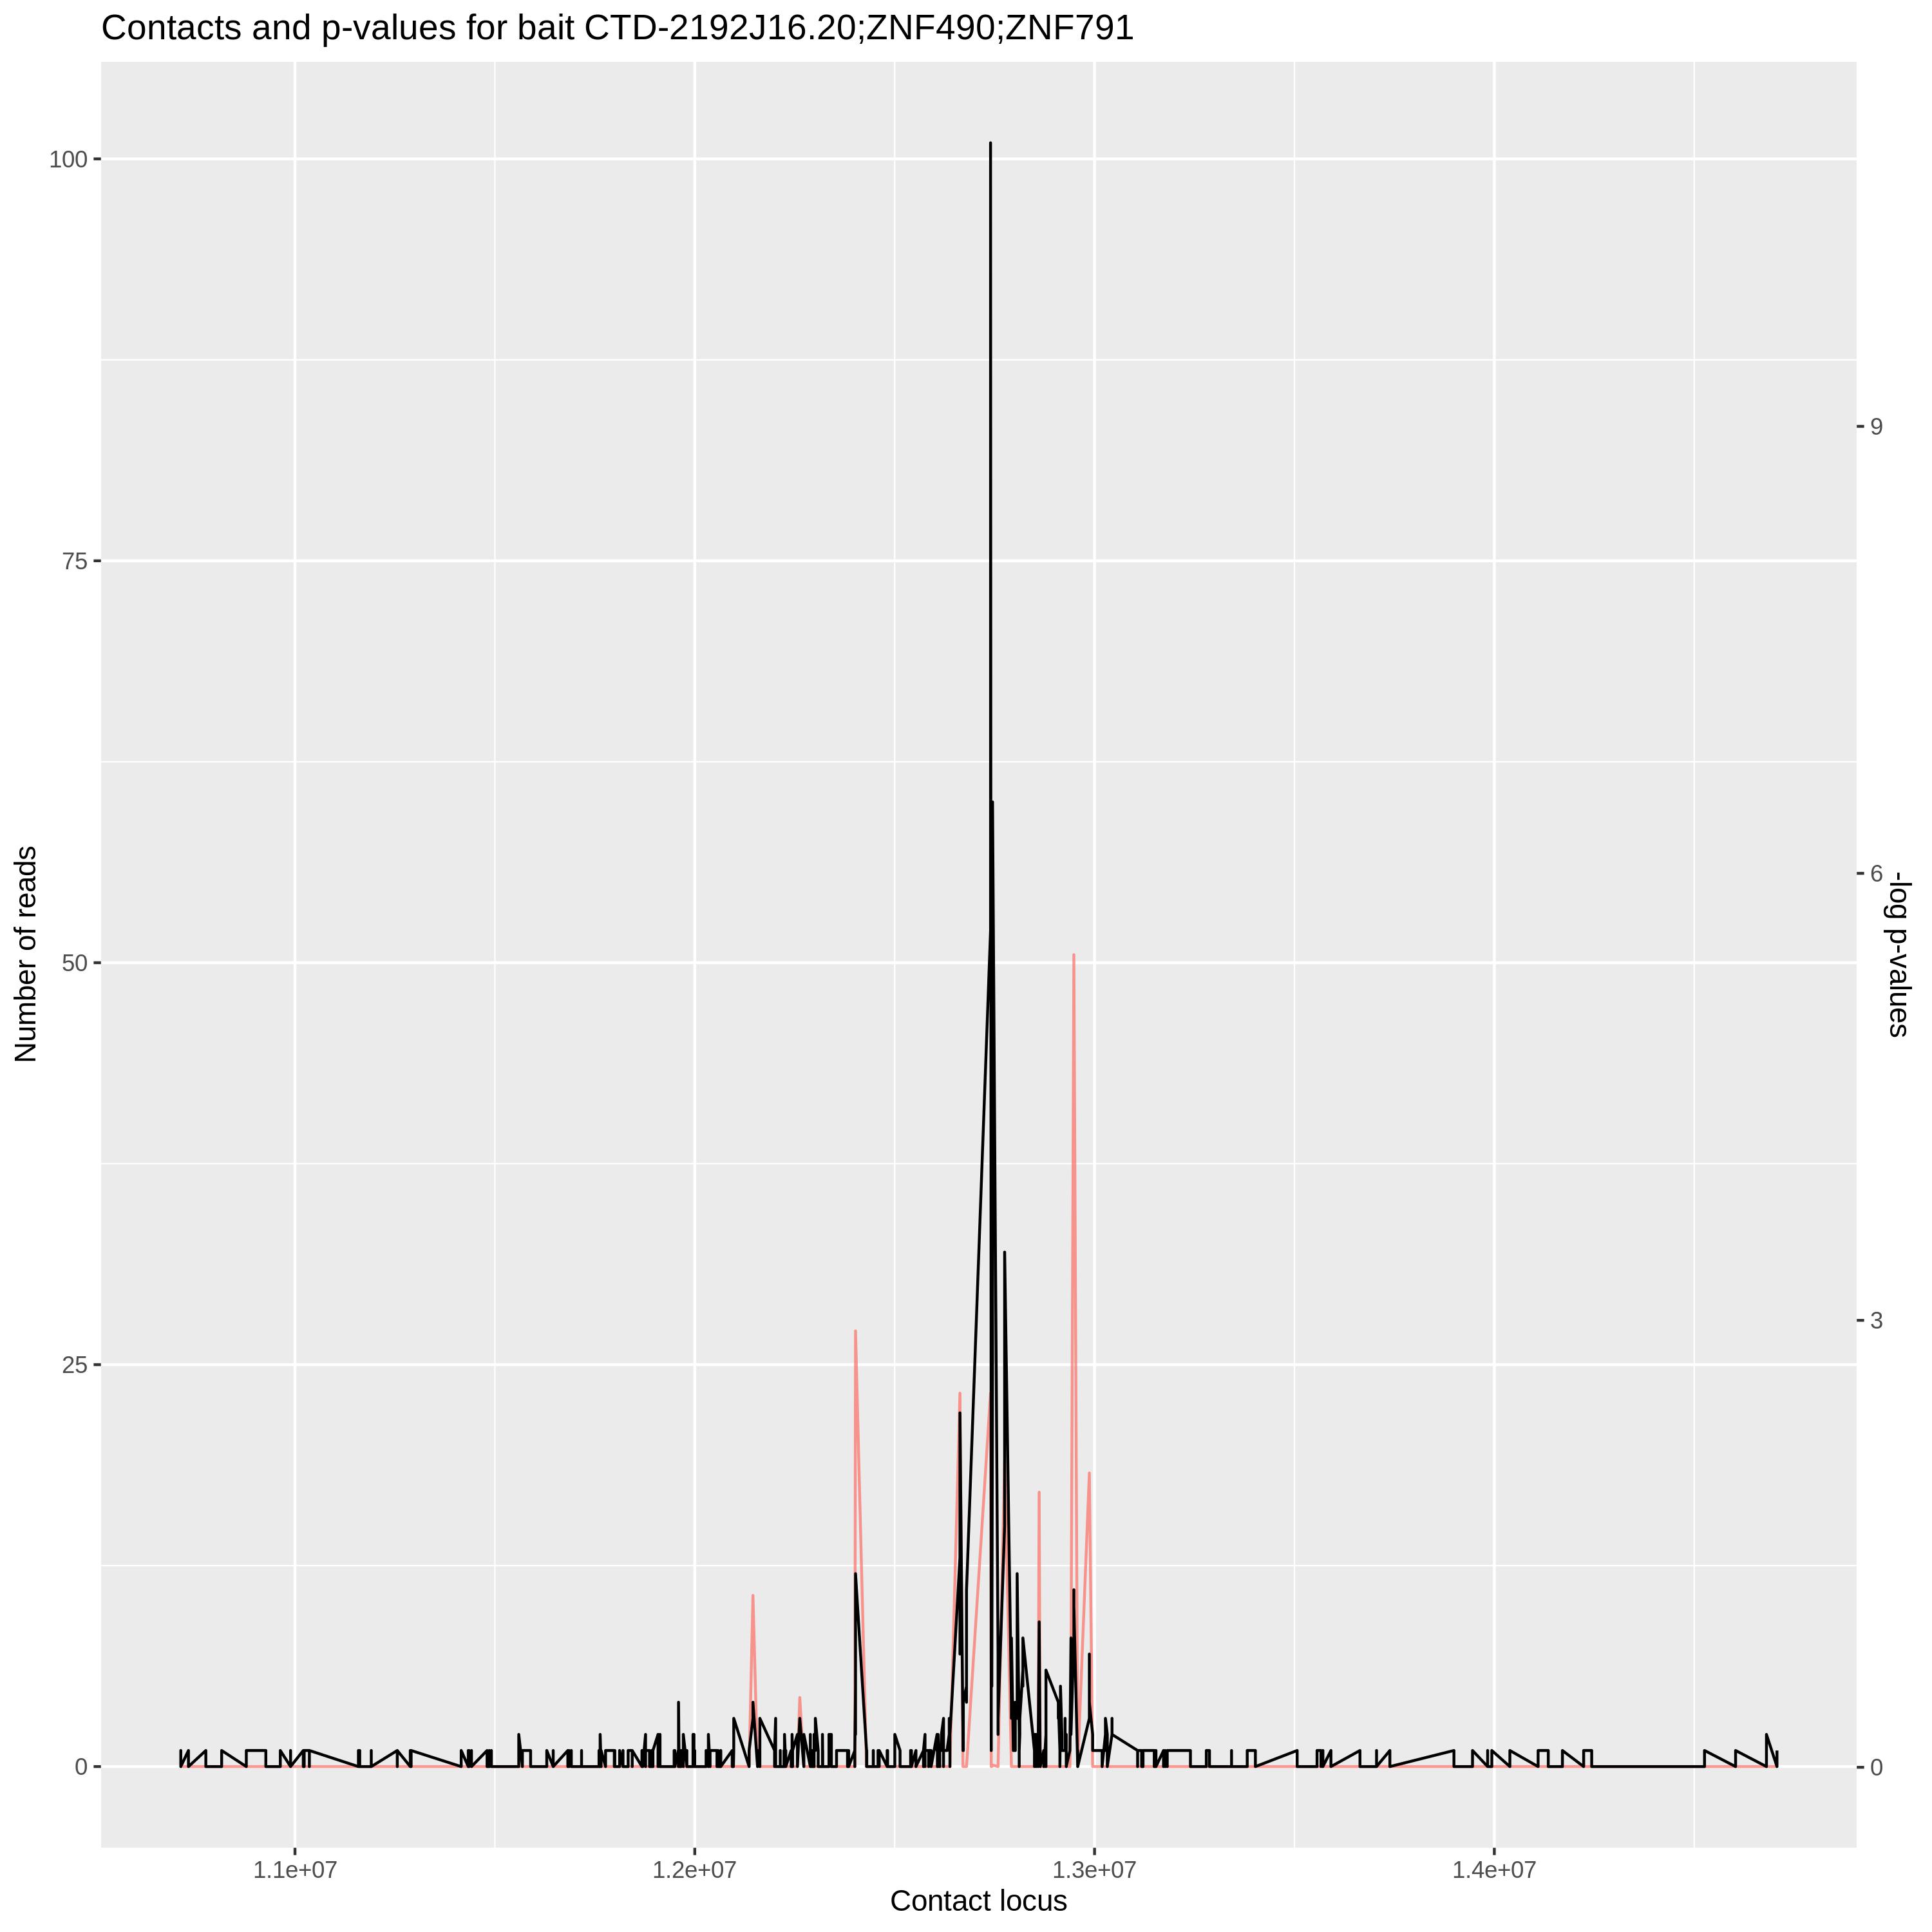 Contacts and p-values for bait CTD-2192J16.20;ZNF490;ZNF791
100
75
50
25
0
Number of reads
9
6
3
0
-log p-values
1.1e+07
1.2e+07
1.3e+07
1.4e+07
Contact locus